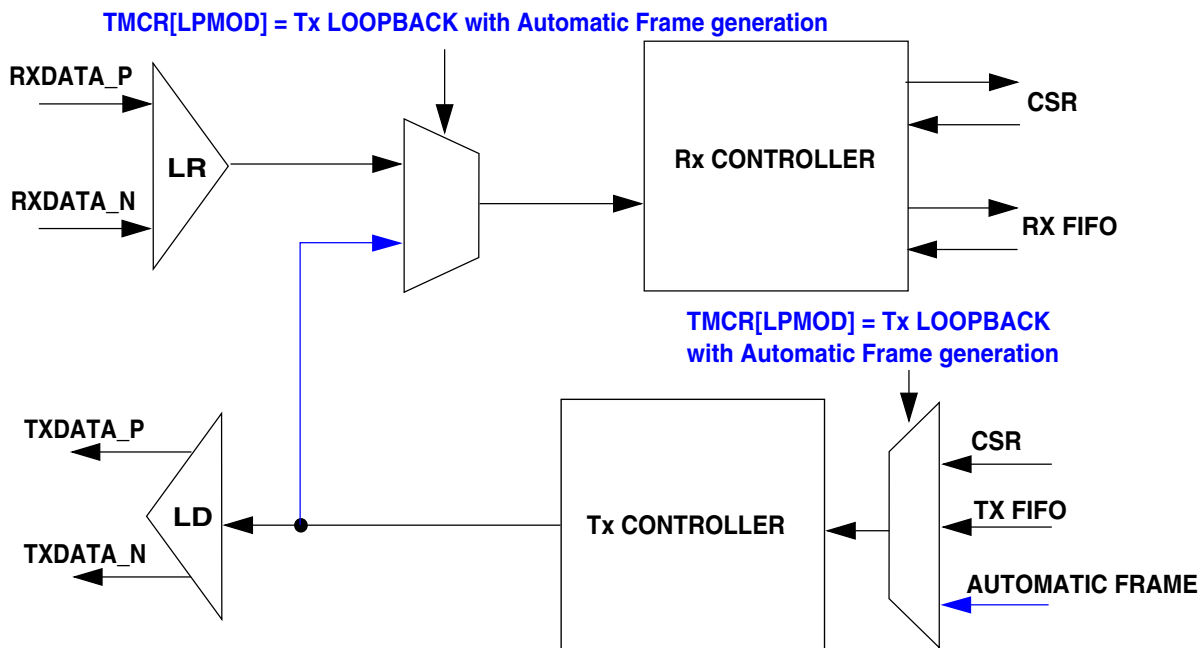 TMCR[LPMOD] = Tx LOOPBACK with Automatic Frame generation
RXDATA_P
CSR
LR
Rx CONTROLLER
RXDATA_N
RX FIFO
TMCR[LPMOD] = Tx LOOPBACK
with Automatic Frame generation
TXDATA_P
CSR
LD
Tx CONTROLLER
TX FIFO
TXDATA_N
AUTOMATIC FRAME